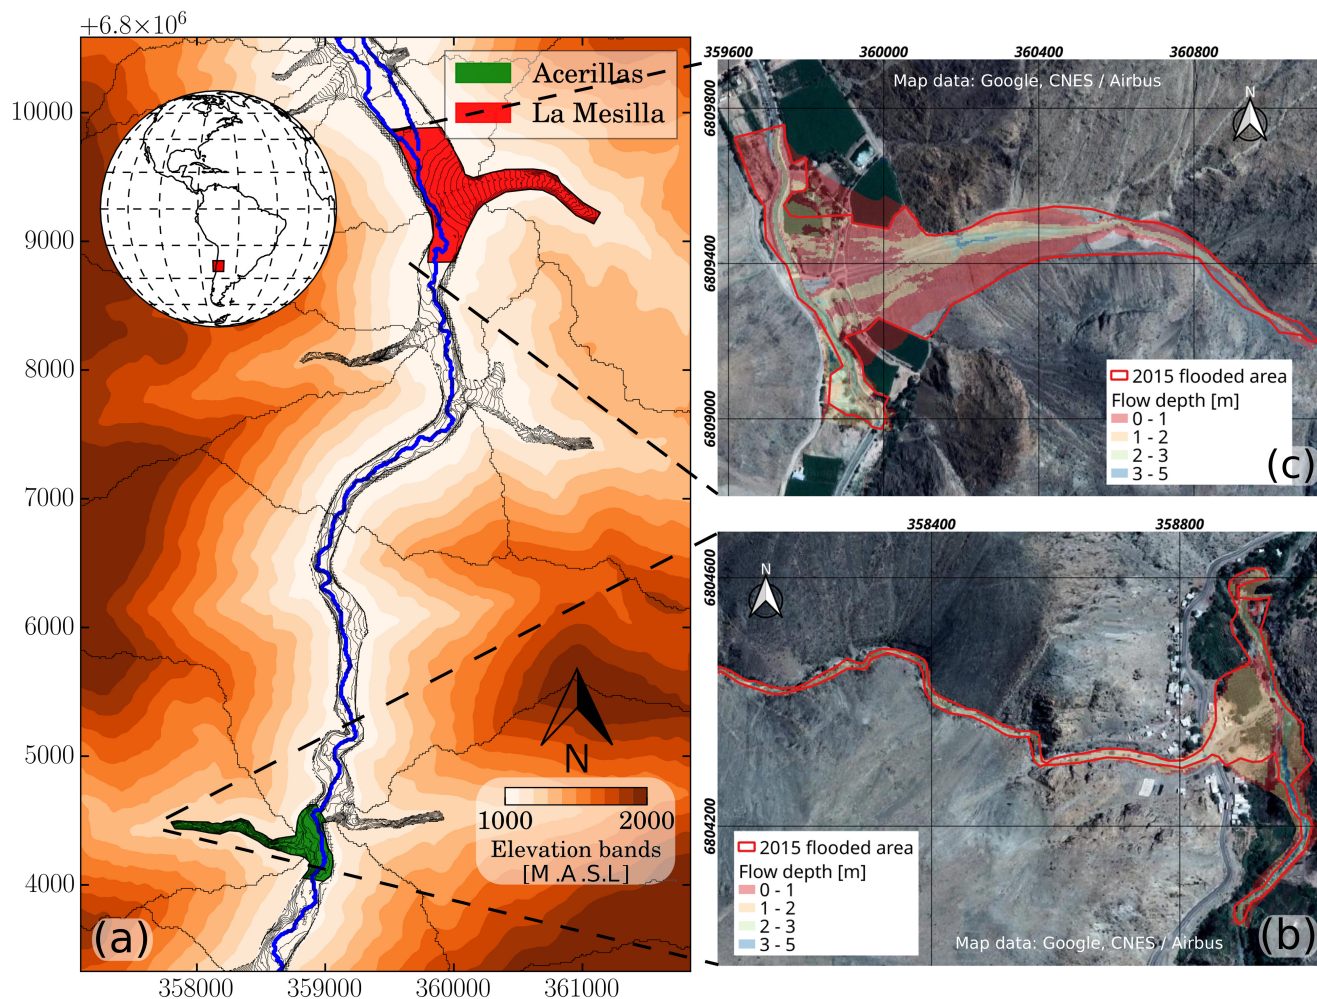 +6.8×10⁶
Acerillas
La Mesilla
10000
9000
8000
7000
6000
5000
4000
358000
359000
360000
361000
N
1000
2000
Elevation bands
[M .A .S.L]
(a)
359600
360000
360400
360800
6809800
6809400
6809000
Map data: Google, CNES / Airbus
N
2015 flooded area
Flow depth [m]
0 - 1
1 - 2
2 - 3
3 - 5
(c)
358400
358800
6804600
6804200
N
2015 flooded area
Flow depth [m]
0 - 1
1 - 2
2 - 3
3 - 5
Map data: Google, CNES / Airbus
(b)